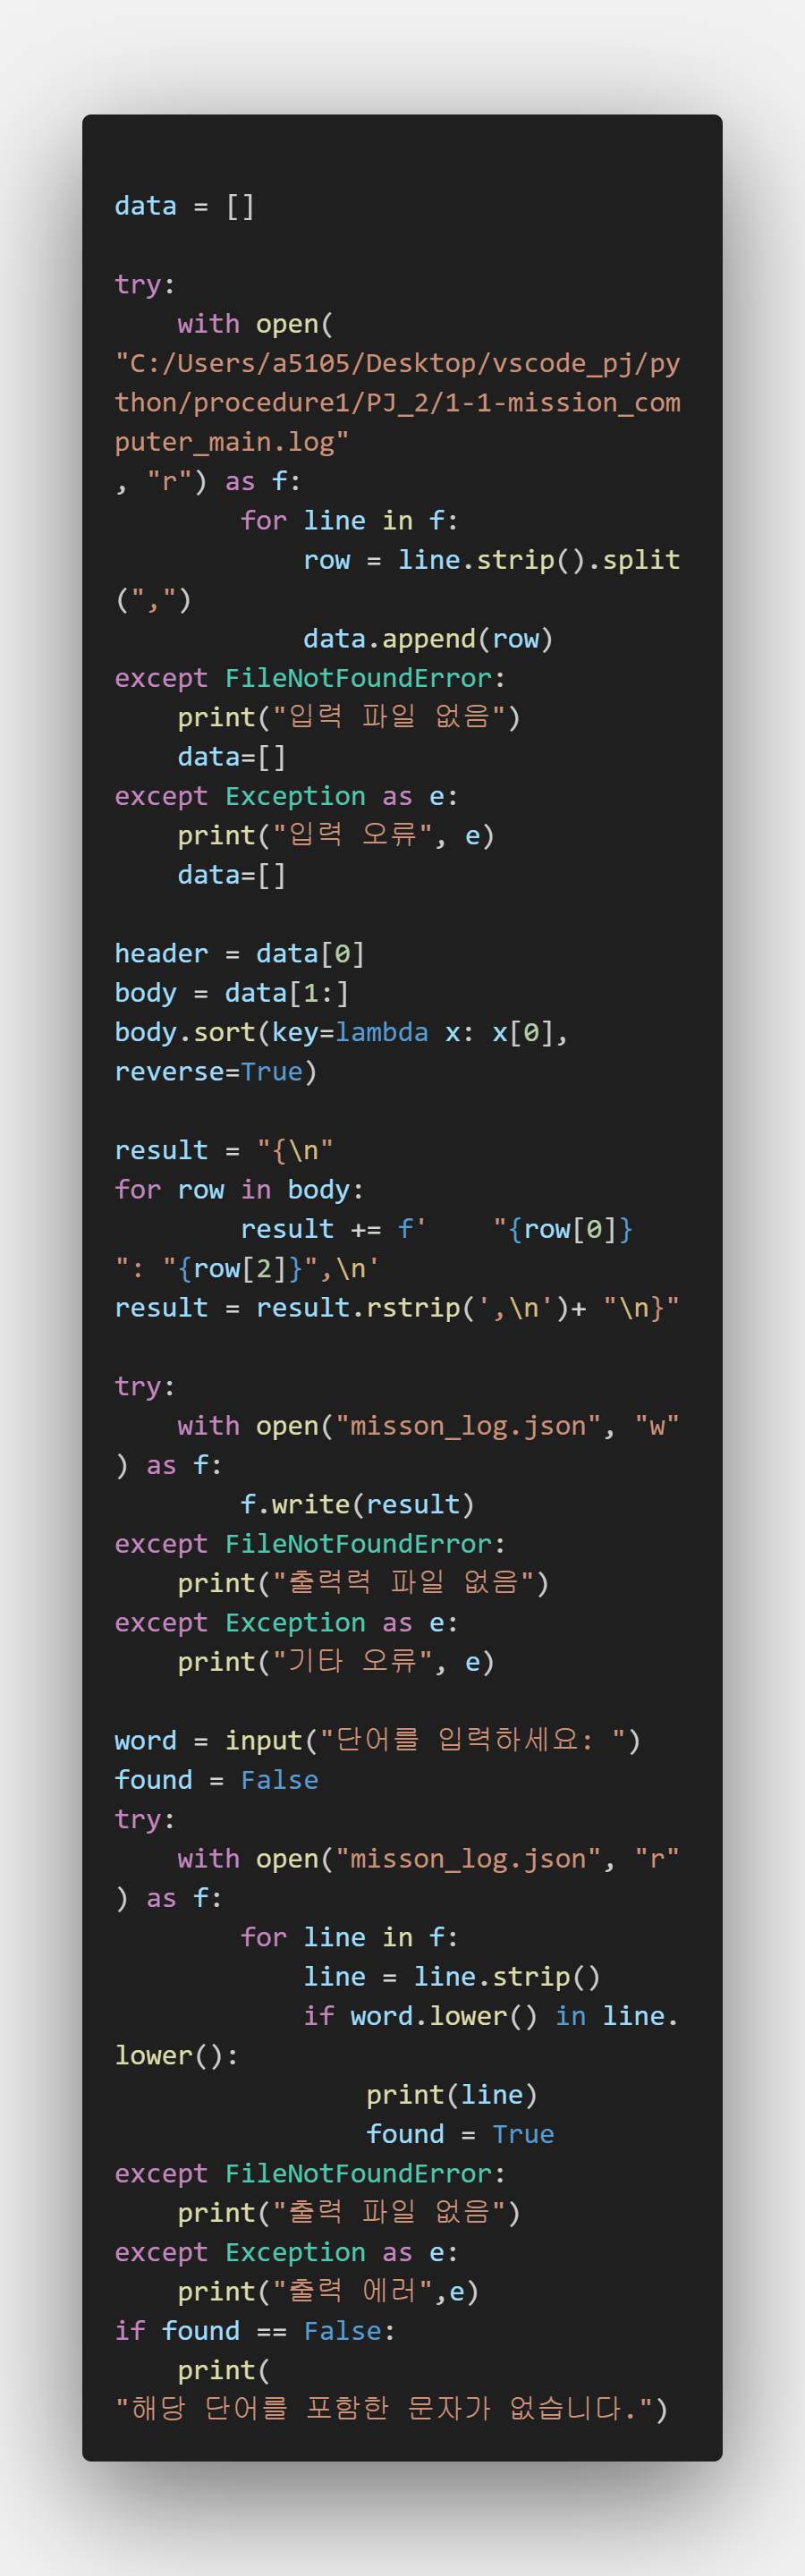 data = []
try:
    with open(
"C:/Users/a5105/Desktop/vscode_pj/py
thon/procedure1/PJ_2/1-1-mission_com
puter_main.log"
, "r") as f:
        for line in f:
            row = line.strip().split
(",")
            data.append(row)
except FileNotFoundError:
    print("입력 파일 없음")
    data=[]
except Exception as e:
    print("입력 오류", e)
    data=[]
header = data[0]
body = data[1:]
body.sort(key=lambda x: x[0],
reverse=True)
result = "{\n"
for row in body:
        result += f'    "{row[0]}
": "{row[2]}",\n'
result = result.rstrip(',\n')+ "\n}"
try:
    with open("misson_log.json", "w"
) as f:
        f.write(result)
except FileNotFoundError:
    print("출력력 파일 없음")
except Exception as e:
    print("기타 오류", e)
word = input("단어를 입력하세요: ")
found = False
try:
    with open("misson_log.json", "r"
) as f:
        for line in f:
            line = line.strip()
            if word.lower() in line.
lower():
                print(line)
                found = True
except FileNotFoundError:
    print("출력 파일 없음")
except Exception as e:
    print("출력 에러",e)
if found == False:
    print(
"해당 단어를 포함한 문자가 없습니다.")